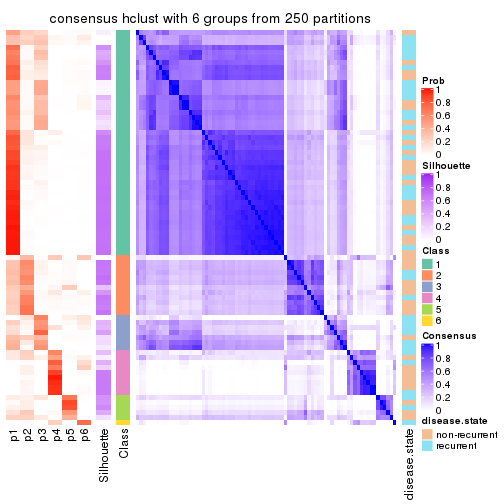 consensus hclust with 6 groups from 250 partitions
Prob
1
0.8
0.6
0.4
0.2
0
Silhouette
1
0.8
0.6
0.4
0.2
0
Class
1
2
3
4
5
6
Consensus
1
0.8
0.6
0.4
0.2
0
disease.state
non-recurrent
recurrent
p1
p2
p3
p4
p5
p6
Silhouette
Class
disease.state